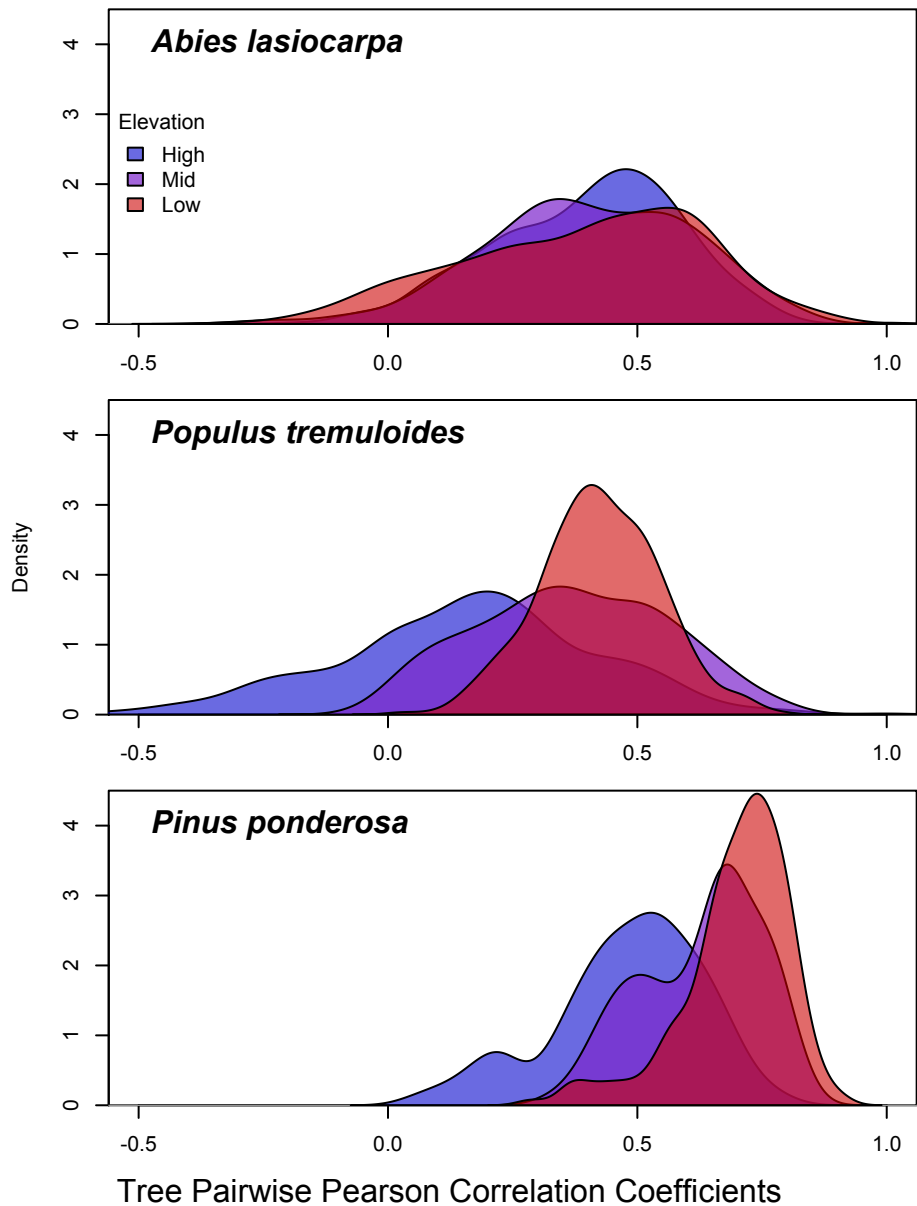 Abies lasiocarpa
Elevation
High
Mid
Low
0 1 2 3 4
-0.5 0.0 0.5 1.0
Populus tremuloides
Density
0 1 2 3 4
-0.5 0.0 0.5 1.0
Pinus ponderosa
0 1 2 3 4
-0.5 0.0 0.5 1.0
Tree Pairwise Pearson Correlation Coefficients